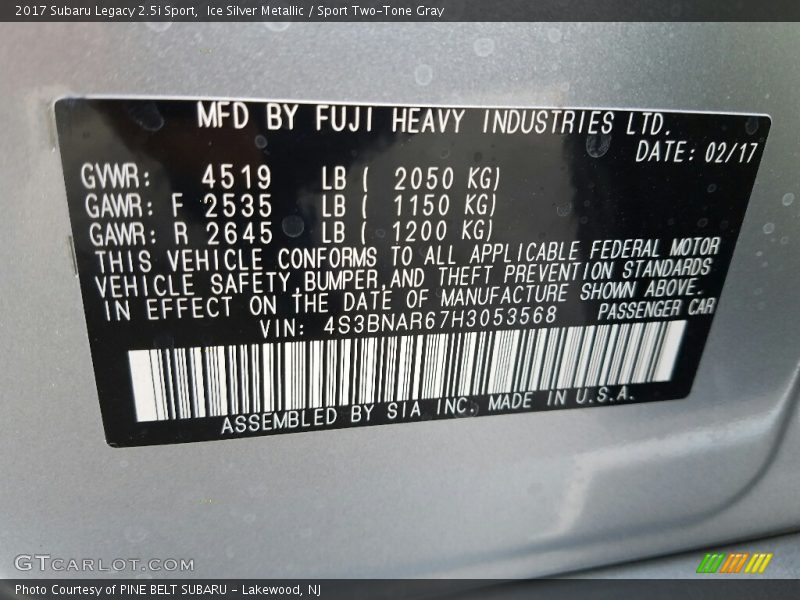 2017 Subaru Legacy 2.5i Sport,  Ice Silver Metallic / Sport Two-Tone Gray
MFD BY FUJI HEAVY INDUSTRIES LTD.
DATE: 02/17
GVWR: 4519 LB ( 2050 KG)
GAWR: F 2535 LB ( 1150 KG)
GAWR: R 2645 LB ( 1200 KG)
THIS VEHICLE CONFORMS TO ALL APPLICABLE FEDERAL MOTOR
VEHICLE SAFETY,BUMPER,AND THEFT PREVENTION STANDARDS
IN EFFECT ON THE DATE OF MANUFACTURE SHOWN ABOVE.
VIN: 4S3BNAR67H3053568 PASSENGER CAR
ASSEMBLED BY SIA INC. MADE IN U.S.A.
GTCARLOT.COM
Photo Courtesy of PINE BELT SUBARU - Lakewood, NJ